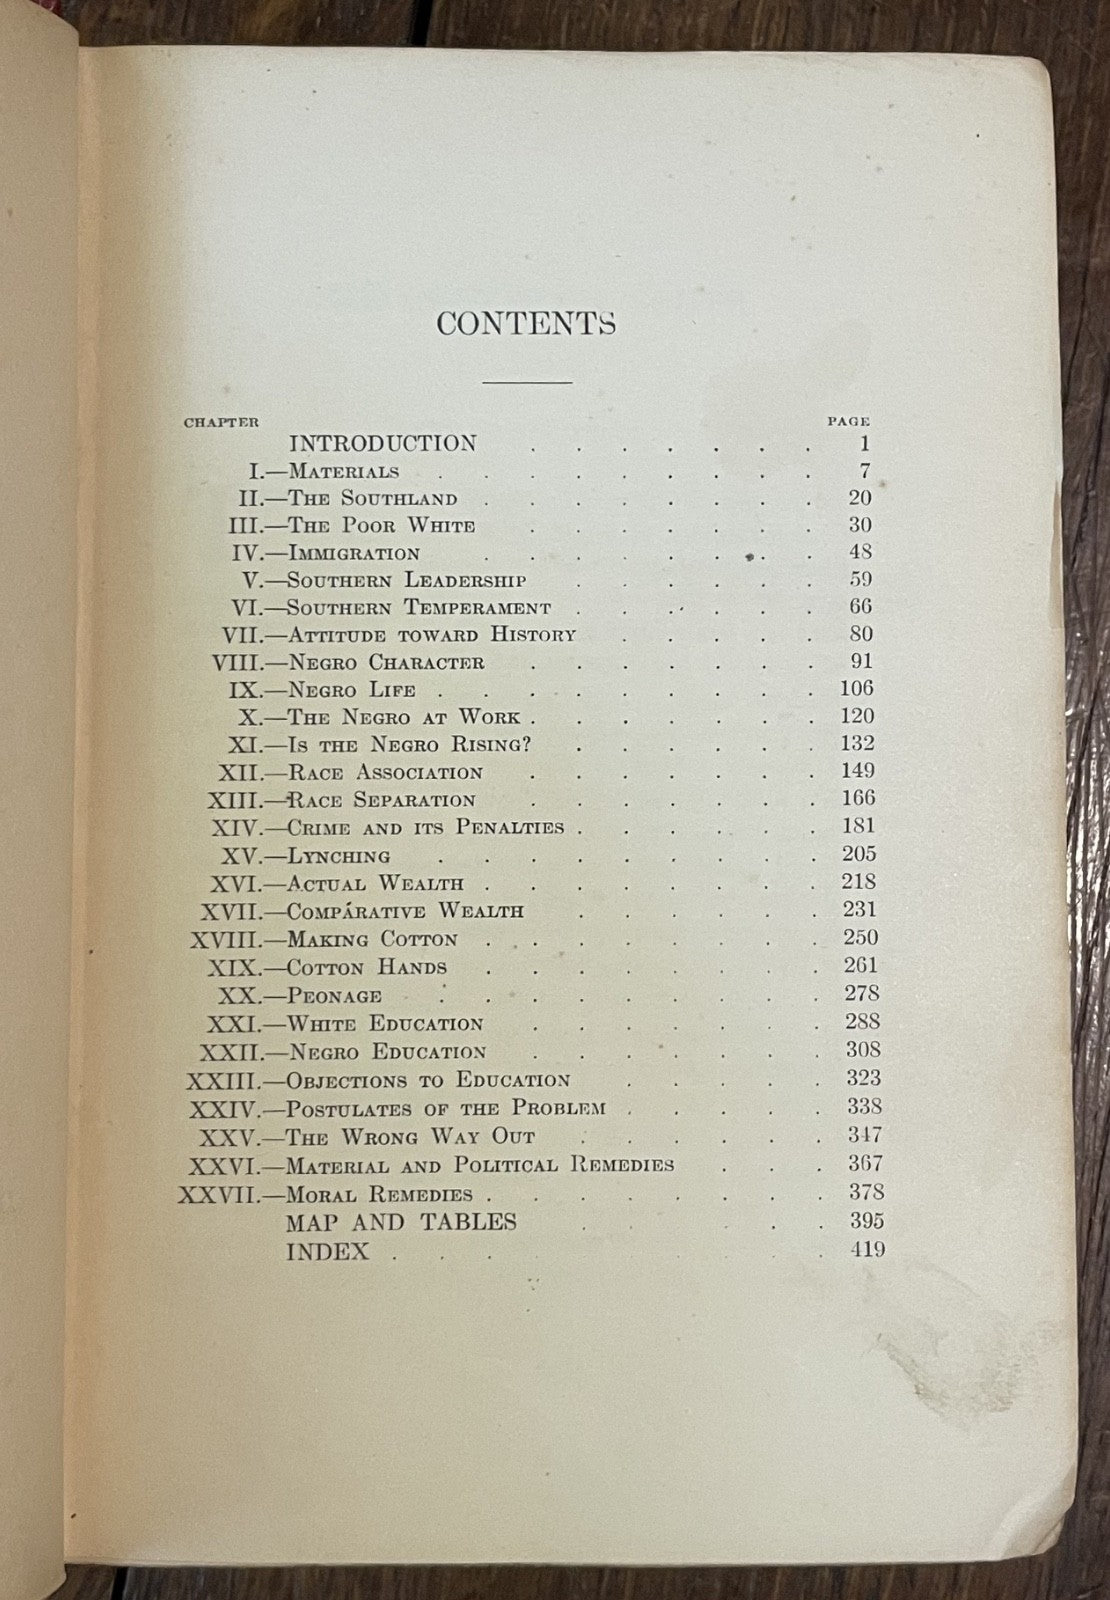 CONTENTS
CHAPTER PAGE
INTRODUCTION . . . . . . . 1
I.—MATERIALS . . . . . . . . . 7
II.—THE SOUTHLAND . . . . . . . . 20
III.—THE POOR WHITE . . . . . . . 30
IV.—IMMIGRATION . . . . . . . . 48
V.—SOUTHERN LEADERSHIP . . . . . . 59
VI.—SOUTHERN TEMPERAMENT . . . . . . 66
VII.—ATTITUDE TOWARD HISTORY . . . . . 80
VIII.—NEGRO CHARACTER . . . . . . . 91
IX.—NEGRO LIFE . . . . . . . . . 106
X.—THE NEGRO AT WORK . . . . . . . 120
XI.—IS THE NEGRO RISING? . . . . . . 132
XII.—RACE ASSOCIATION . . . . . . . 149
XIII.—RACE SEPARATION . . . . . . . 166
XIV.—CRIME AND ITS PENALTIES . . . . . . 181
XV.—LYNCHING . . . . . . . . . 205
XVI.—ACTUAL WEALTH . . . . . . . . 218
XVII.—COMPARATIVE WEALTH . . . . . . 231
XVIII.—MAKING COTTON . . . . . . . . 250
XIX.—COTTON HANDS . . . . . . . . 261
XX.—PEONAGE . . . . . . . . . 278
XXI.—WHITE EDUCATION . . . . . . . 288
XXII.—NEGRO EDUCATION . . . . . . . 308
XXIII.—OBJECTIONS TO EDUCATION . . . . . 323
XXIV.—POSTULATES OF THE PROBLEM . . . . . 338
XXV.—THE WRONG WAY OUT . . . . . . 347
XXVI.—MATERIAL AND POLITICAL REMEDIES . . . 367
XXVII.—MORAL REMEDIES . . . . . . . . 378
MAP AND TABLES . . . . . . 395
INDEX . . . . . . . . . 419